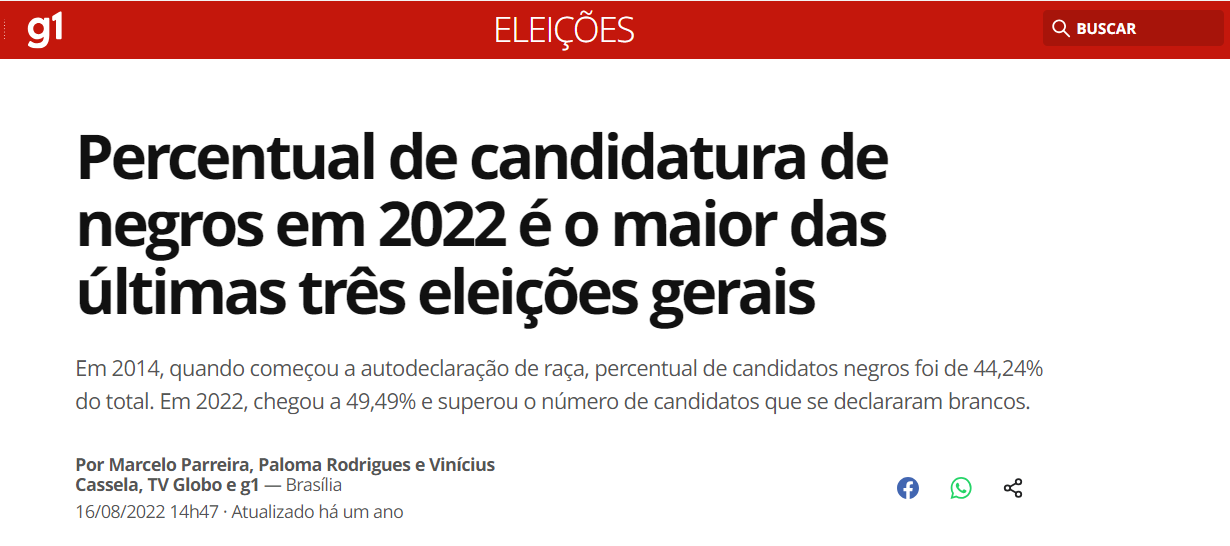 g1
ELEIÇÕES
BUSCAR
Percentual de candidatura de
negros em 2022 é o maior das
últimas três eleições gerais
Em 2014, quando começou a autodeclaração de raça, percentual de candidatos negros foi de 44,24%
do total. Em 2022, chegou a 49,49% e superou o número de candidatos que se declararam brancos.
Por Marcelo Parreira, Paloma Rodrigues e Vinícius
Cassela, TV Globo e g1 — Brasília
16/08/2022 14h47 · Atualizado há um ano